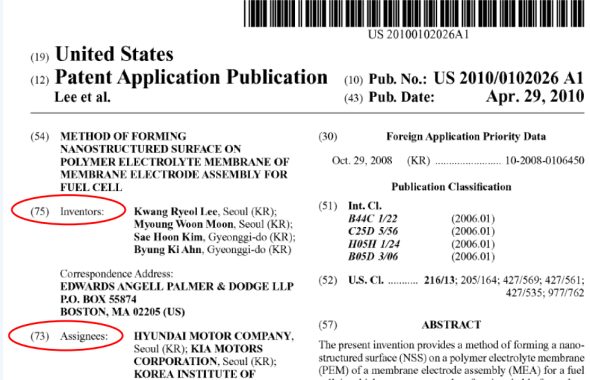 US 20100102026A1
(19) United States
(12) Patent Application Publication
Lee et al.
(10) Pub. No.: US 2010/0102026 A1
(43) Pub. Date: Apr. 29, 2010
(54) METHOD OF FORMING
NANOSTRUCTURED SURFACE ON
POLYMER ELECTROLYTE MEMBRANE OF
MEMBRANE ELECTRODE ASSEMBLY FOR
FUEL CELL
(75) Inventors: Kwang Ryeol Lee, Seoul (KR);
Myoung Woon Moon, Seoul (KR);
Sae Hoon Kim, Gyeonggi-do (KR);
Byung Ki Ahn, Gyeonggi-do (KR)
Correspondence Address:
EDWARDS ANGELL PALMER & DODGE LLP
P.O. BOX 55874
BOSTON, MA 02205 (US)
(73) Assignees: HYUNDAI MOTOR COMPANY,
Seoul (KR); KIA MOTORS
CORPORATION, Seoul (KR);
KOREA INSTITUTE OF
(30) Foreign Application Priority Data
Oct. 29, 2008 (KR) ........................ 10-2008-0106450
Publication Classification
(51) Int. Cl.
B44C 1/22 (2006.01)
C25D 5/56 (2006.01)
H05H 1/24 (2006.01)
B05D 3/06 (2006.01)
(52) U.S. Cl. .......... 216/13; 205/164; 427/569; 427/561;
427/535; 977/762
(57) ABSTRACT
The present invention provides a method of forming a nano-
structured surface (NSS) on a polymer electrolyte membrane
(PEM) of a membrane electrode assembly (MEA) for a fuel